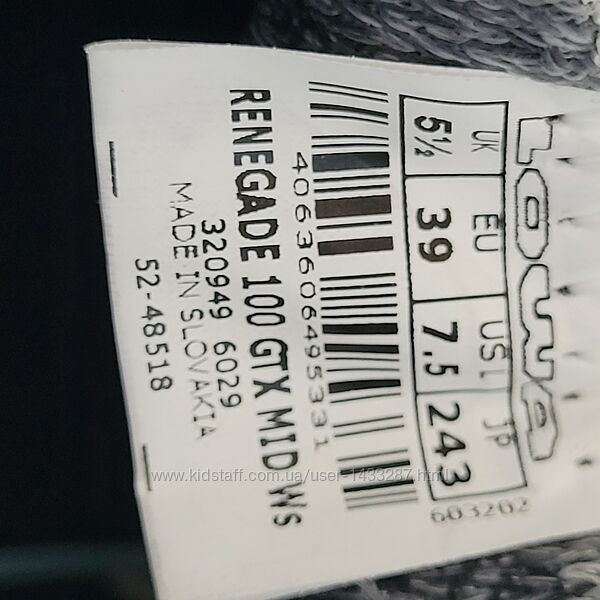 LOWA
UK EU US JP
5½ 39 7.5 243
603202
4063606495331
RENEGADE 100 GTX MID Ws
320949 6029
MADE IN SLOVAKIA
52-48518
www.kidstaff.com.ua/user-1433287.html